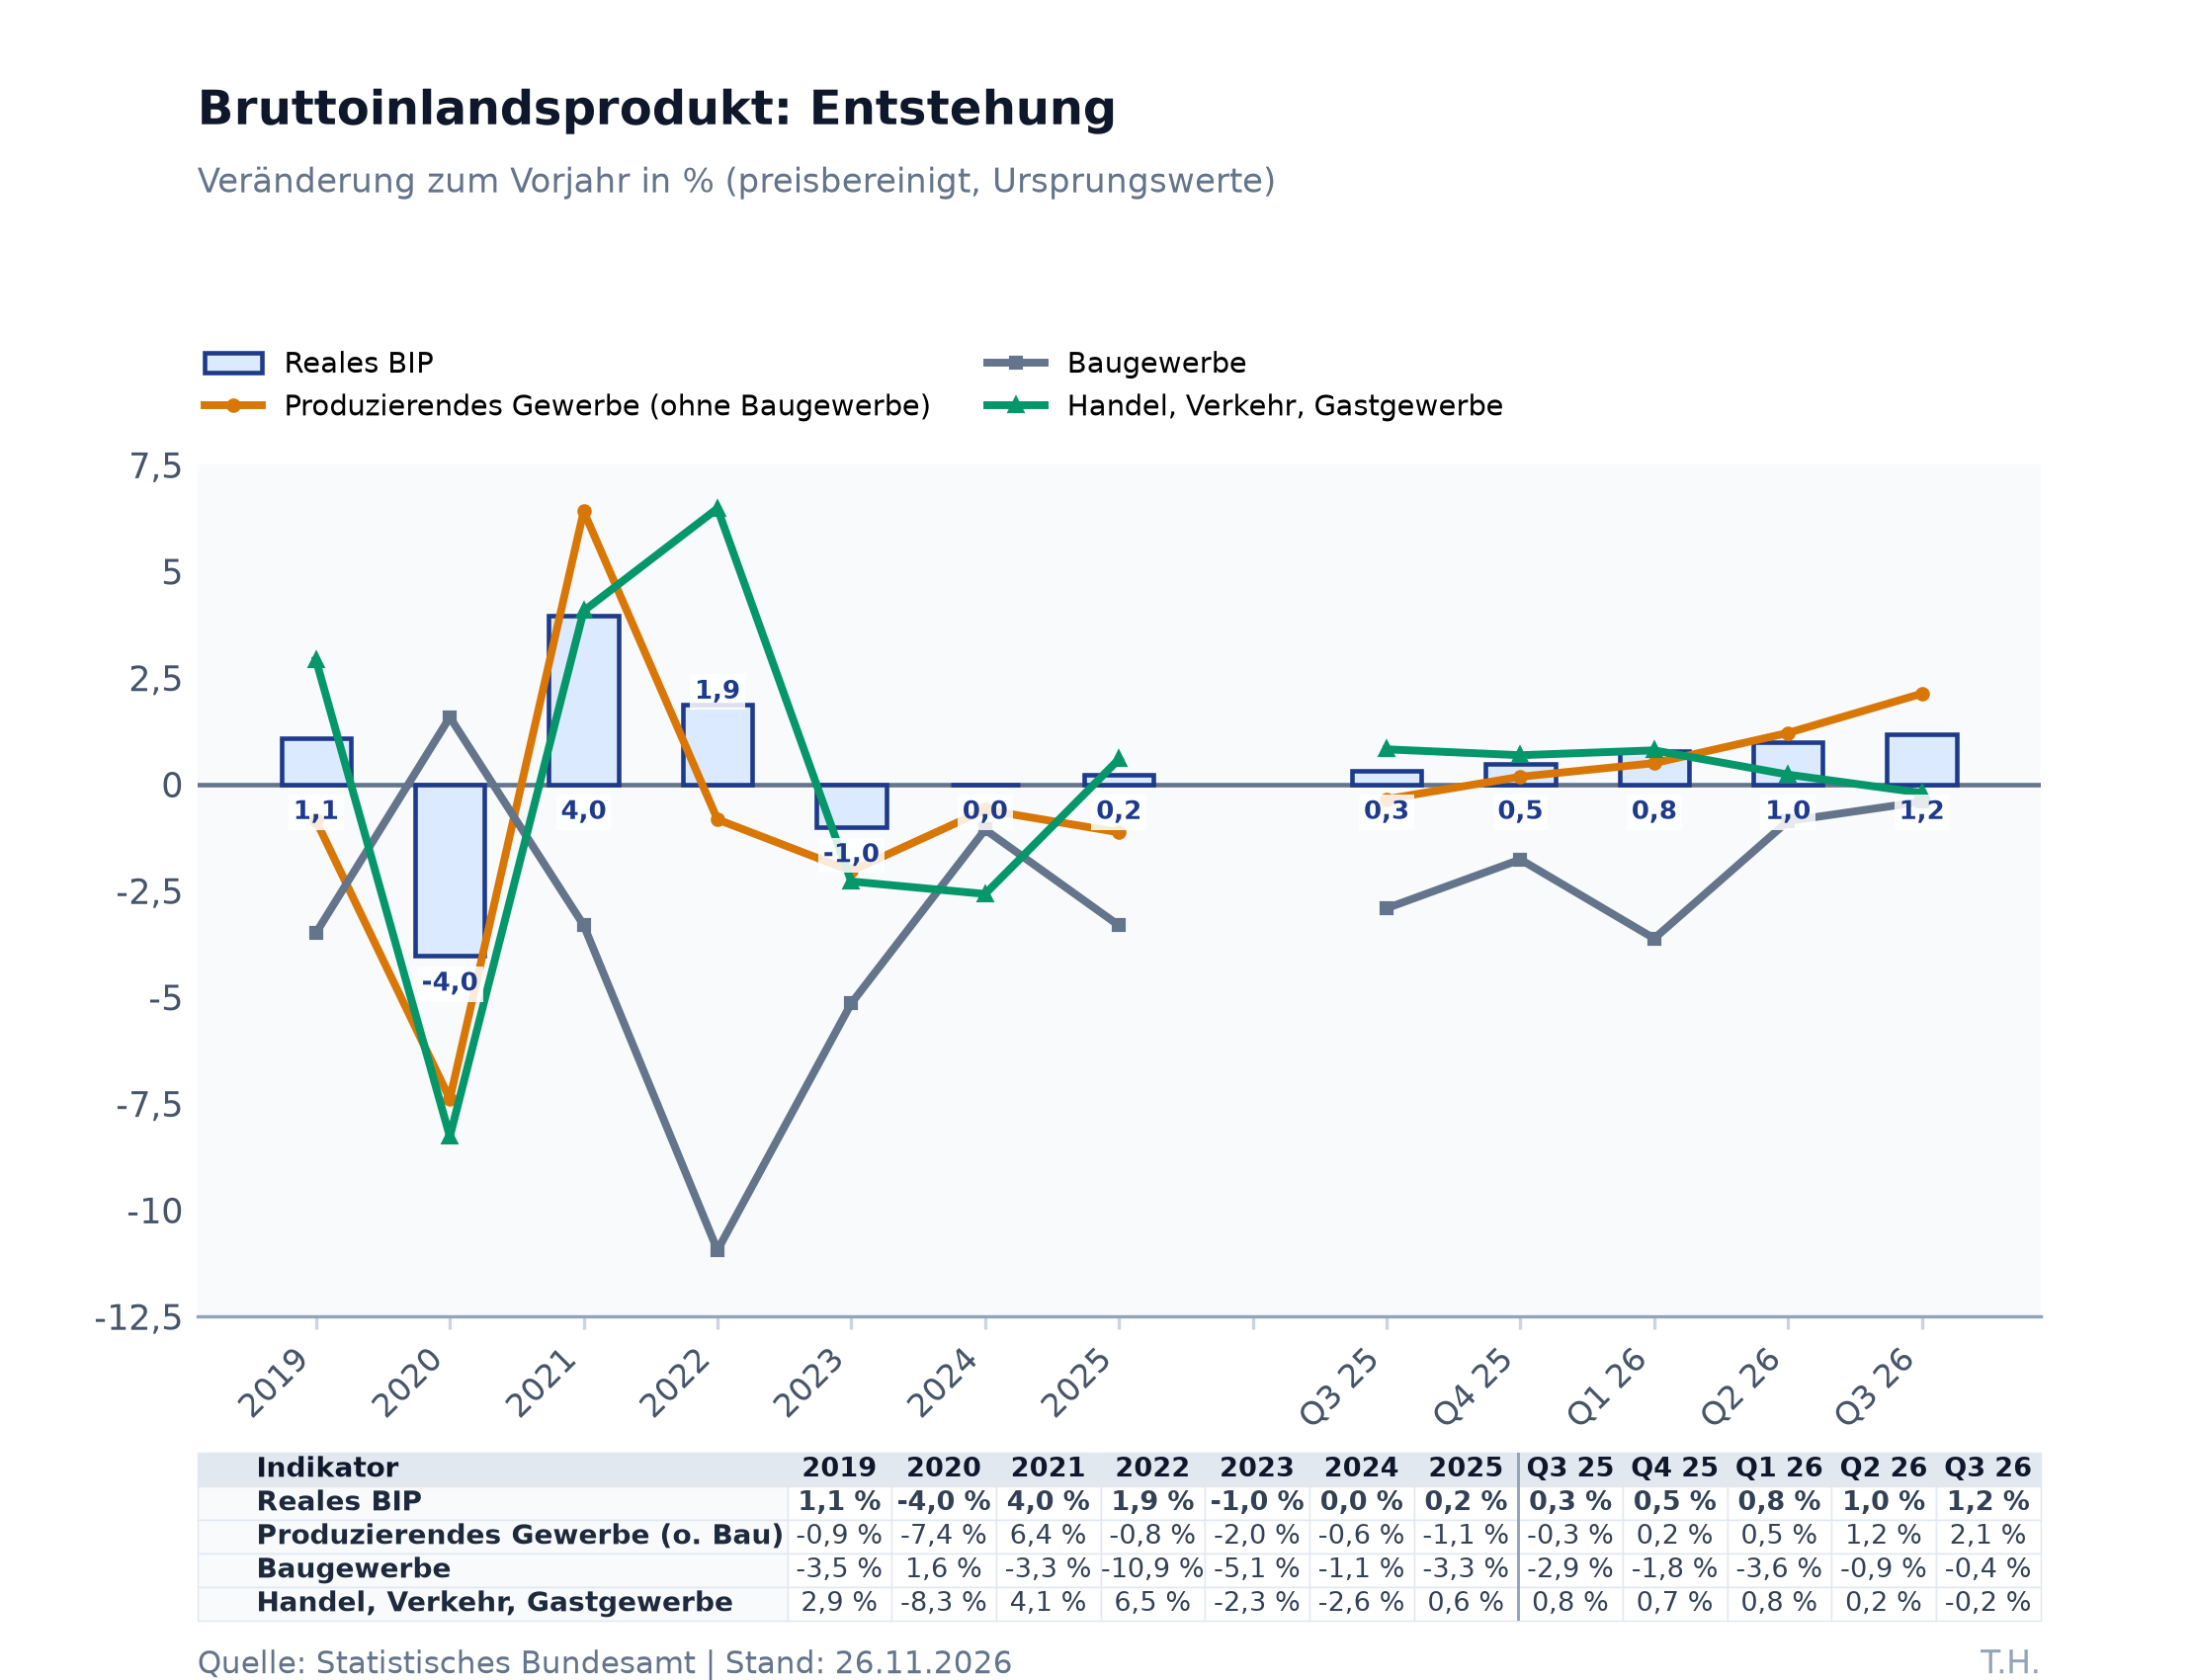 Bruttoinlandsprodukt: Entstehung
Veränderung zum Vorjahr in % (preisbereinigt, Ursprungswerte)
Reales BIP
Produzierendes Gewerbe (ohne Baugewerbe)
Baugewerbe
Handel, Verkehr, Gastgewerbe
7,5
5
2,5
0
-2,5
-5
-7,5
-10
-12,5
1,1
-4,0
4,0
1,9
-1,0
0,0
0,2
0,3
0,5
0,8
1,0
1,2
2019 2020 2021 2022 2023 2024 2025 Q3 25 Q4 25 Q1 26 Q2 26 Q3 26
Indikator 2019 2020 2021 2022 2023 2024 2025 Q3 25 Q4 25 Q1 26 Q2 26 Q3 26
Reales BIP 1,1 % -4,0 % 4,0 % 1,9 % -1,0 % 0,0 % 0,2 % 0,3 % 0,5 % 0,8 % 1,0 % 1,2 %
Produzierendes Gewerbe (o. Bau) -0,9 % -7,4 % 6,4 % -0,8 % -2,0 % -0,6 % -1,1 % -0,3 % 0,2 % 0,5 % 1,2 % 2,1 %
Baugewerbe -3,5 % 1,6 % -3,3 % -10,9 % -5,1 % -1,1 % -3,3 % -2,9 % -1,8 % -3,6 % -0,9 % -0,4 %
Handel, Verkehr, Gastgewerbe 2,9 % -8,3 % 4,1 % 6,5 % -2,3 % -2,6 % 0,6 % 0,8 % 0,7 % 0,8 % 0,2 % -0,2 %
Quelle: Statistisches Bundesamt | Stand: 26.11.2026
T.H.